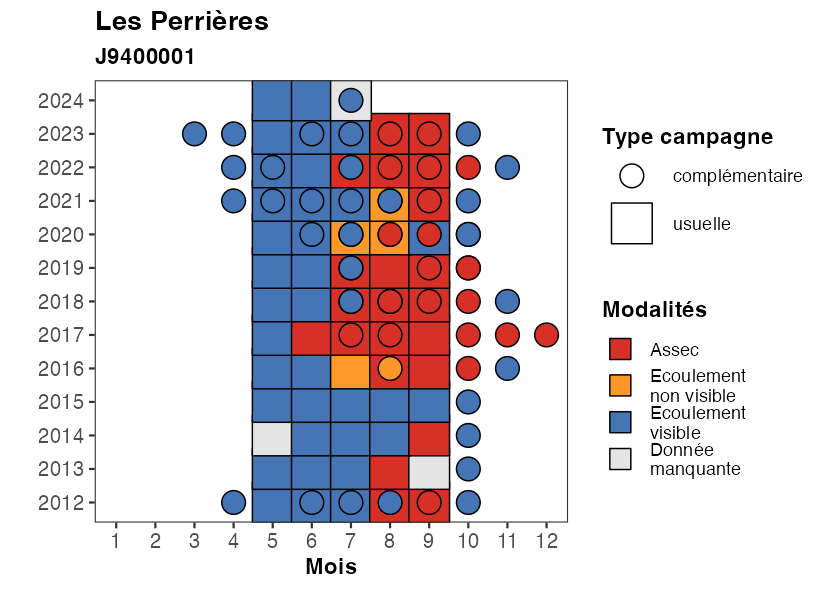 Les Perrières
J9400001
2024
2023
2022
2021
2020
2019
2018
2017
2016
2015
2014
2013
2012
1 2 3 4 5 6 7 8 9 10 11 12
Mois
Type campagne
complémentaire
usuelle
Modalités
Assec
Ecoulement
non visible
Ecoulement
visible
Donnée
manquante